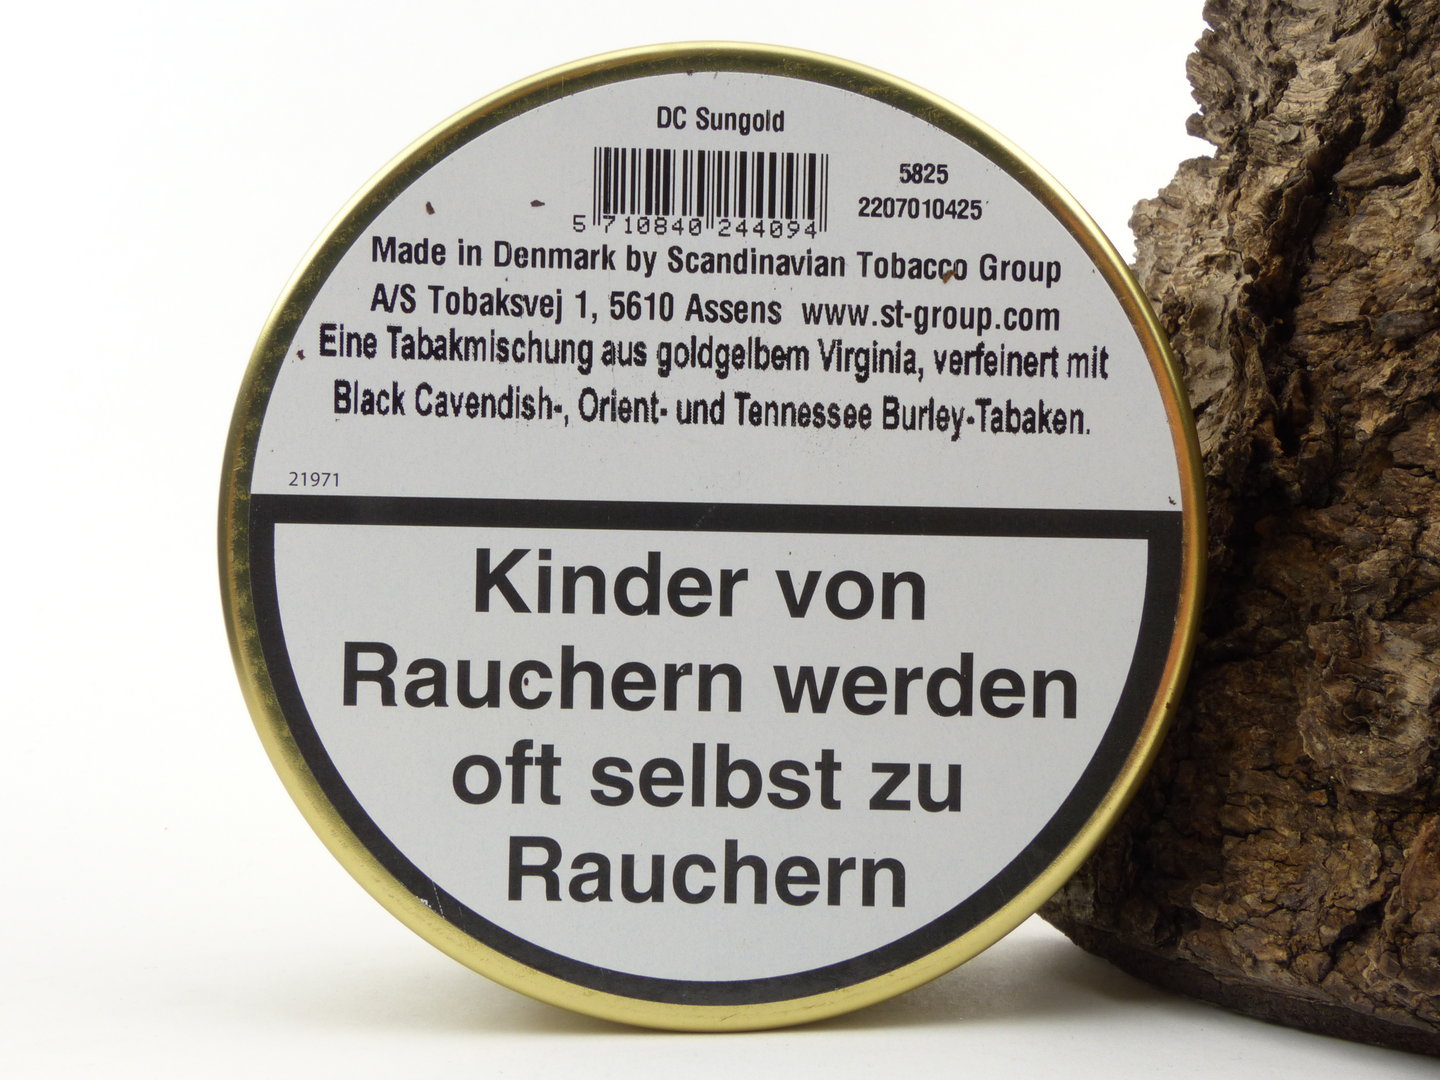 DC Sungold
5825
2207010425
5 710840 244094
Made in Denmark by Scandinavian Tobacco Group
A/S Tobaksvej 1, 5610 Assens www.st-group.com
Eine Tabakmischung aus goldgelbem Virginia, verfeinert mit
Black Cavendish-, Orient- und Tennessee Burley-Tabaken.
21971
Kinder von
Rauchern werden
oft selbst zu
Rauchern